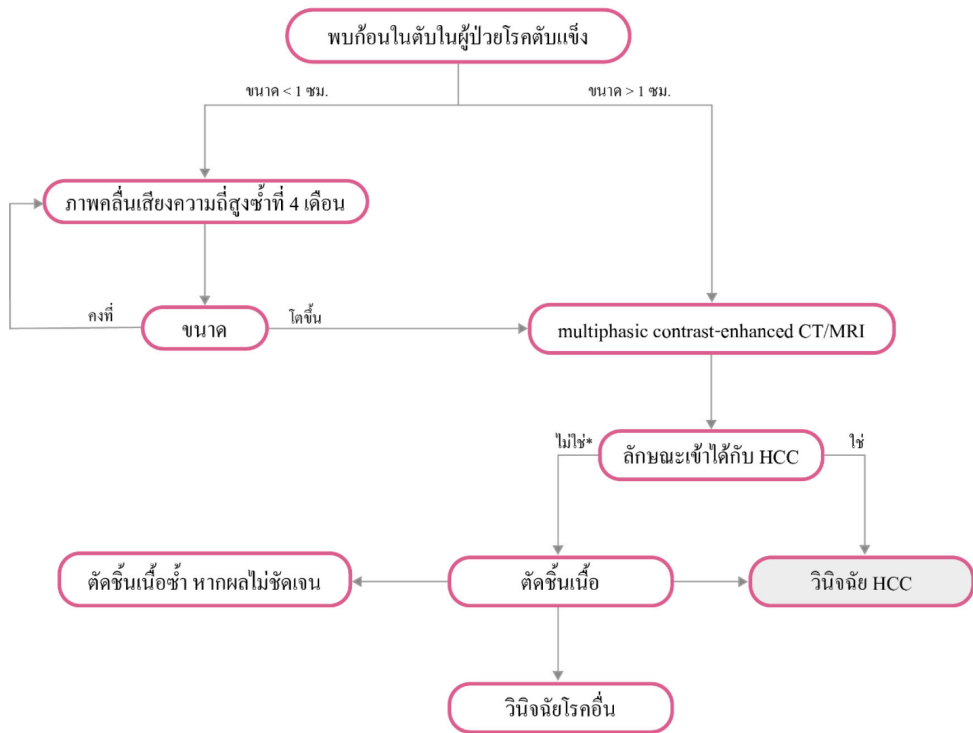 พบก้อนในตับในผู้ป่วยโรคตับแข็ง
ขนาด < 1 ซม.
ขนาด > 1 ซม.
ภาพคลื่นเสียงความถี่สูงซ้ำที่ 4 เดือน
คงที่
ขนาด
โตขึ้น
multiphasic contrast-enhanced CT/MRI
ไม่ใช่*
ลักษณะเข้าได้กับ HCC
ใช่
ตัดชิ้นเนื้อซ้ำ หากผลไม่ชัดเจน
ตัดชิ้นเนื้อ
วินิจฉัย HCC
วินิจฉัยโรคอื่น